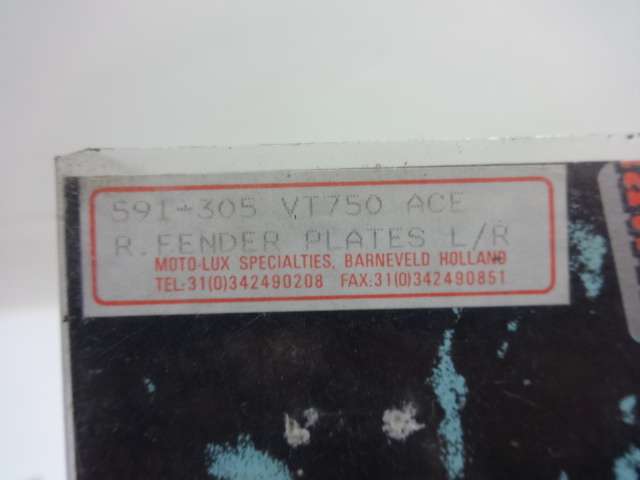 591-305 VT750 ACE
R.FENDER PLATES L/R
MOTO-LUX SPECIALTIES, BARNEVELD HOLLAND
TEL:31(0)342490208 FAX:31(0)342490851